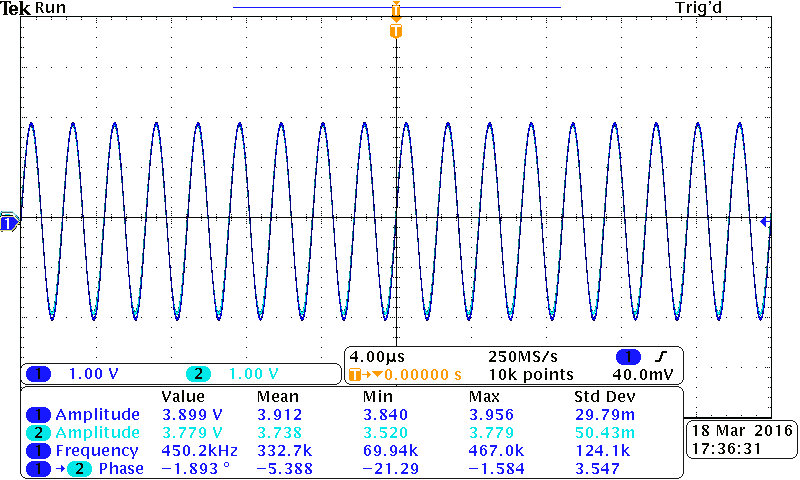 Tek Run Trig'd
T
T
1
4.00µs 250MS/s 1
1 1.00 V 2 1.00 V T→▼0.00000 s 10k points 40.0mV
Value Mean Min Max Std Dev
1 Amplitude 3.899 V 3.912 3.840 3.956 29.79m
2 Amplitude 3.779 V 3.738 3.520 3.779 50.43m
1 Frequency 450.2kHz 332.7k 69.94k 467.0k 124.1k
1 → 2 Phase −1.893 ° −5.388 −21.29 −1.584 3.547
18 Mar 2016
17:36:31